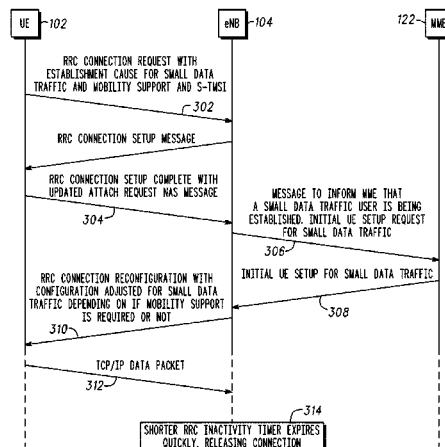 UE
102
eNB
104
122
MME
RRC CONNECTION REQUEST WITH
ESTABLISHMENT CAUSE FOR SMALL DATA
TRAFFIC AND MOBILITY SUPPORT AND S-TMSI
302
RRC CONNECTION SETUP MESSAGE
RRC CONNECTION SETUP COMPLETE WITH
UPDATED ATTACH REQUEST NAS MESSAGE
304
MESSAGE TO INFORM MME THAT
A SMALL DATA TRAFFIC USER IS BEING
ESTABLISHED. INITIAL UE SETUP REQUEST
FOR SMALL DATA TRAFFIC
306
INITIAL UE SETUP FOR SMALL DATA TRAFFIC
308
RRC CONNECTION RECONFIGURATION WITH
CONFIGURATION ADJUSTED FOR SMALL DATA
TRAFFIC DEPENDING ON IF MOBILITY SUPPORT
IS REQUIRED OR NOT
310
TCP/IP DATA PACKET
312
314
SHORTER RRC INACTIVITY TIMER EXPIRES
QUICKLY, RELEASING CONNECTION